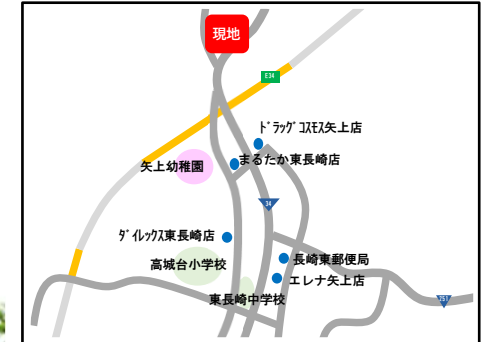 現地
E34
ドラッグコスモス矢上店
まるたか東長崎店
矢上幼稚園
34
ダイレックス東長崎店
長崎東郵便局
高城台小学校
エレナ矢上店
東長崎中学校
251